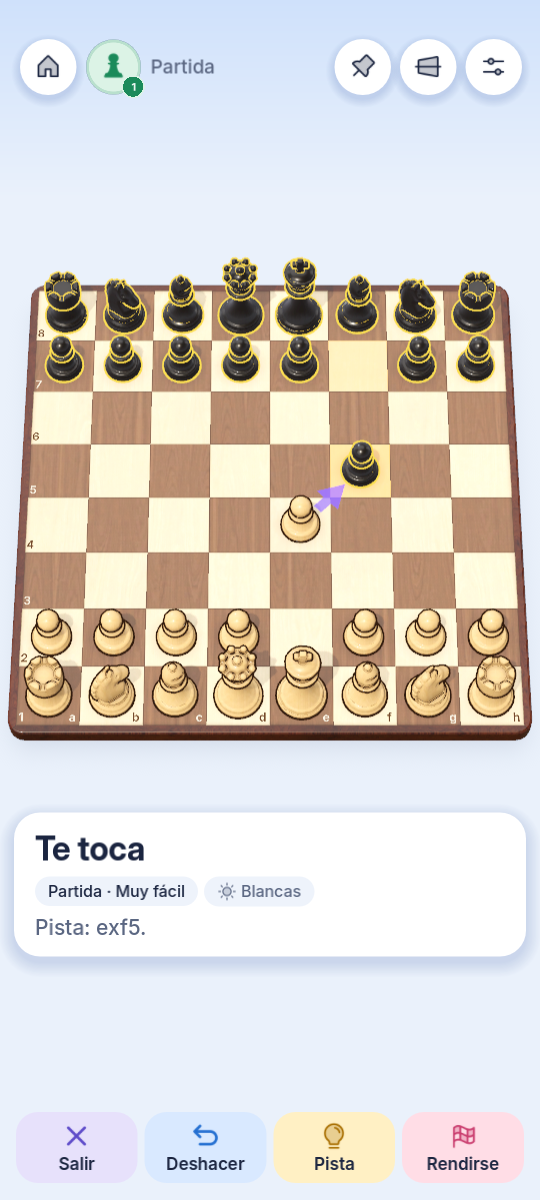 Partida
1
8
7
6
5
4
3
2
1 a b c d e f g h
Te toca
Partida · Muy fácil
Blancas
Pista: exf5.
Salir
Deshacer
Pista
Rendirse